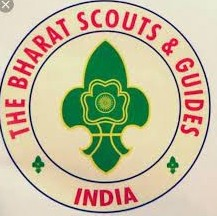 THE BHARAT SCOUTS & GUIDES
INDIA